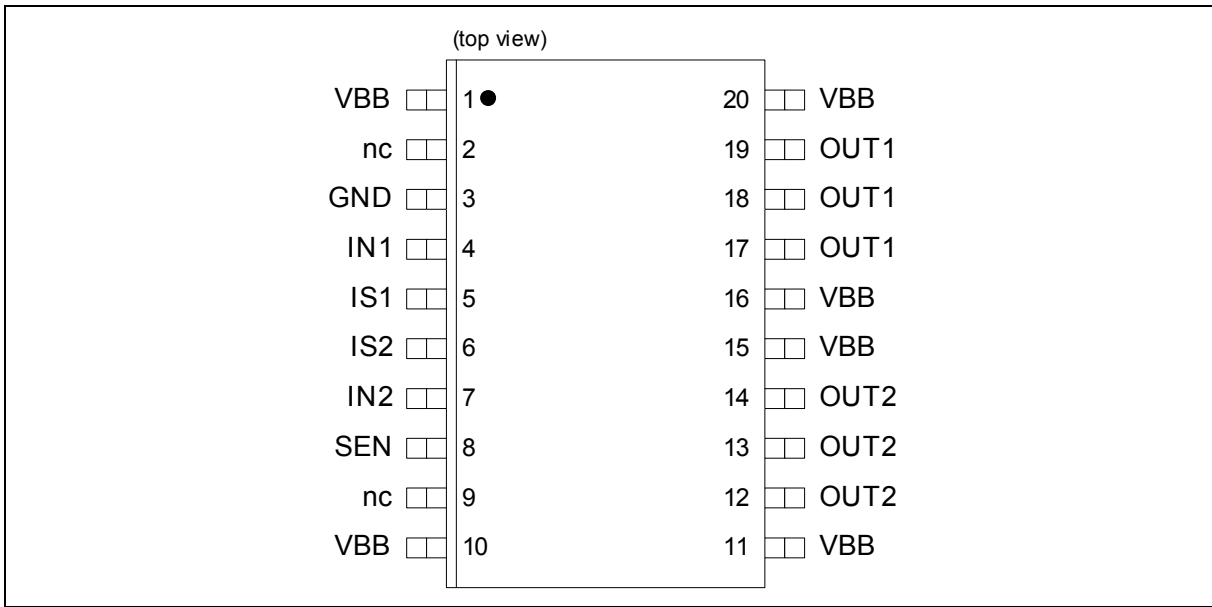 (top view)
VBB 1 20 VBB
nc 2 19 OUT1
GND 3 18 OUT1
IN1 4 17 OUT1
IS1 5 16 VBB
IS2 6 15 VBB
IN2 7 14 OUT2
SEN 8 13 OUT2
nc 9 12 OUT2
VBB 10 11 VBB